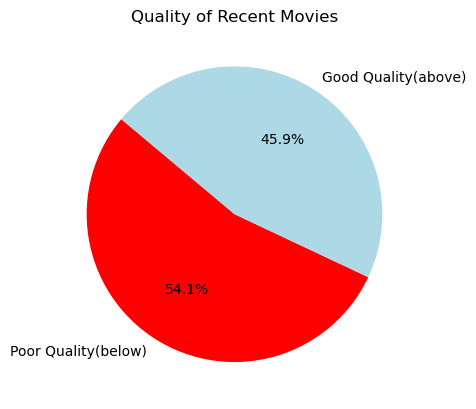 Quality of Recent Movies
Good Quality(above)
45.9%
54.1%
Poor Quality(below)